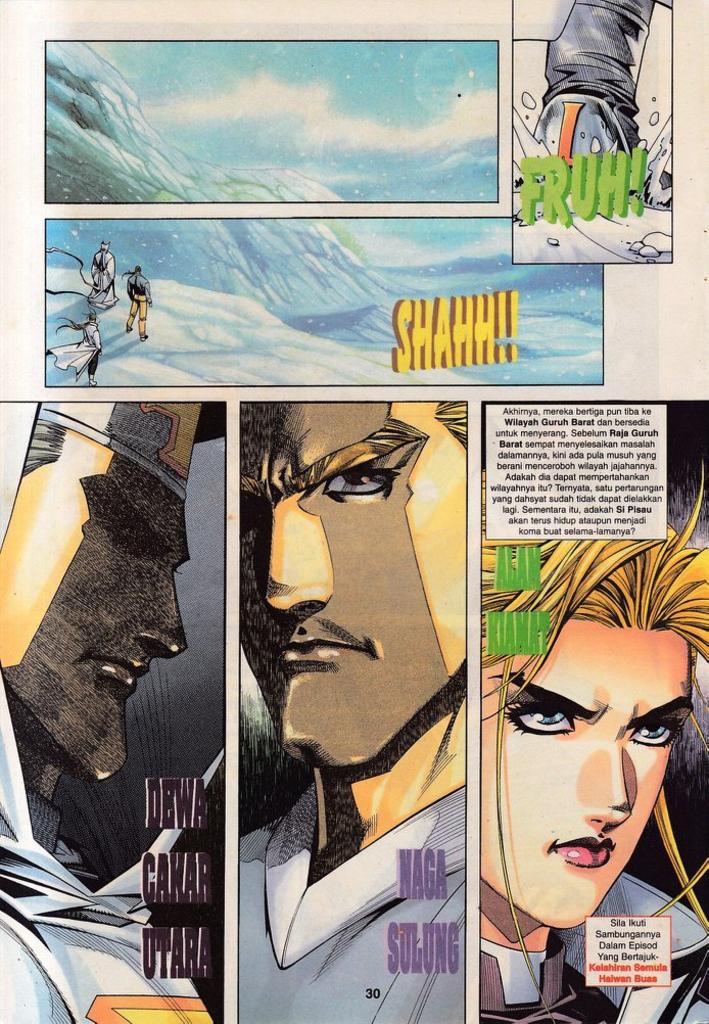 FRUH!
SHAHH!!
Akhirnya, mereka bertiga pun tiba ke
Wilayah Guruh Barat dan bersedia
untuk menyerang. Sebelum Raja Guruh
Barat sempat menyelesaikan masalah
dalamannya, kini ada pula musuh yang
berani menceroboh wilayah jajahannya.
Adakah dia dapat mempertahankan
wilayahnya itu? Ternyata, satu pertarungan
yang dahsyat sudah tidak dapat dielakkan
lagi. Sementara itu, adakah Si Pisau
akan terus hidup ataupun menjadi
koma buat selama-lamanya?
DEWA
CAKAR
UTARA
NAGA
SULUNG
Sila Ikuti
Sambungannya
Dalam Episod
Yang Bertajuk-
Kelahiran Semula
Haiwan Buas
30